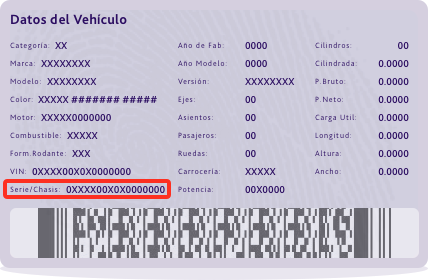 Datos del Vehículo
Categoría: XX Año de Fab: 0000 Cilindros: 00
Marca: XXXXXXXX Año Modelo: 0000 Cilindrada: 0.0000
Modelo: XXXXXXXX Versión: XXXXXXXX P.Bruto: 0.0000
Color: XXXXX ####### ##### Ejes: 00 P.Neto: 0.0000
Motor: XXXXX0000000 Asientos: 00 Carga Util: 0.0000
Combustible: XXXXX Pasajeros: 00 Longitud: 0.0000
Form.Rodante: XXX Ruedas: 00 Altura: 0.0000
VIN: 0XXXX00X0X0000000 Carrocería: XXXXX Ancho: 0.0000
Serie/Chasis: 0XXXX00X0X0000000 Potencia: 00X0000